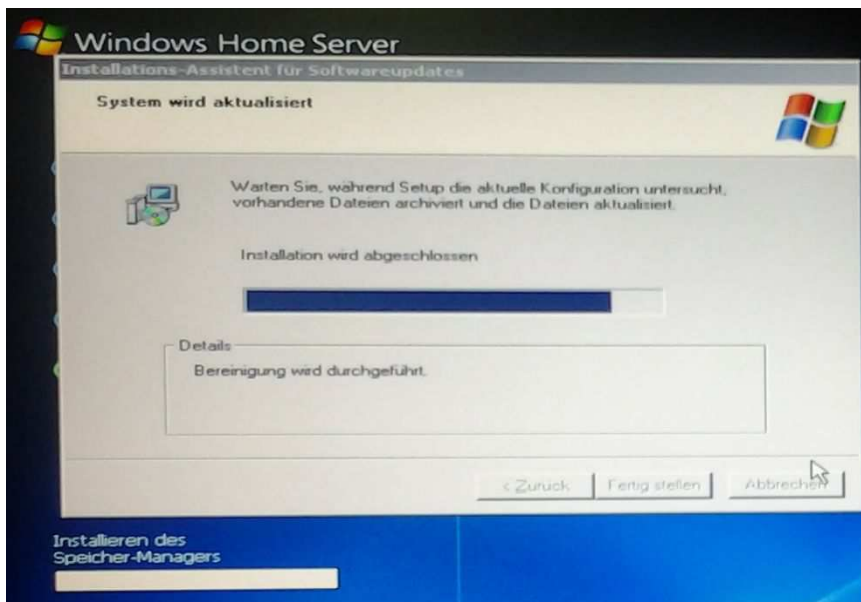 Windows Home Server
Installations-Assistent für Softwareupdates
System wird aktualisiert
Warten Sie, während Setup die aktuelle Konfiguration untersucht,
vorhandene Dateien archiviert und die Dateien aktualisiert.
Installation wird abgeschlossen
Details
Bereinigung wird durchgeführt.
< Zurück
Fertig stellen
Abbrechen
Installieren des
Speicher-Managers